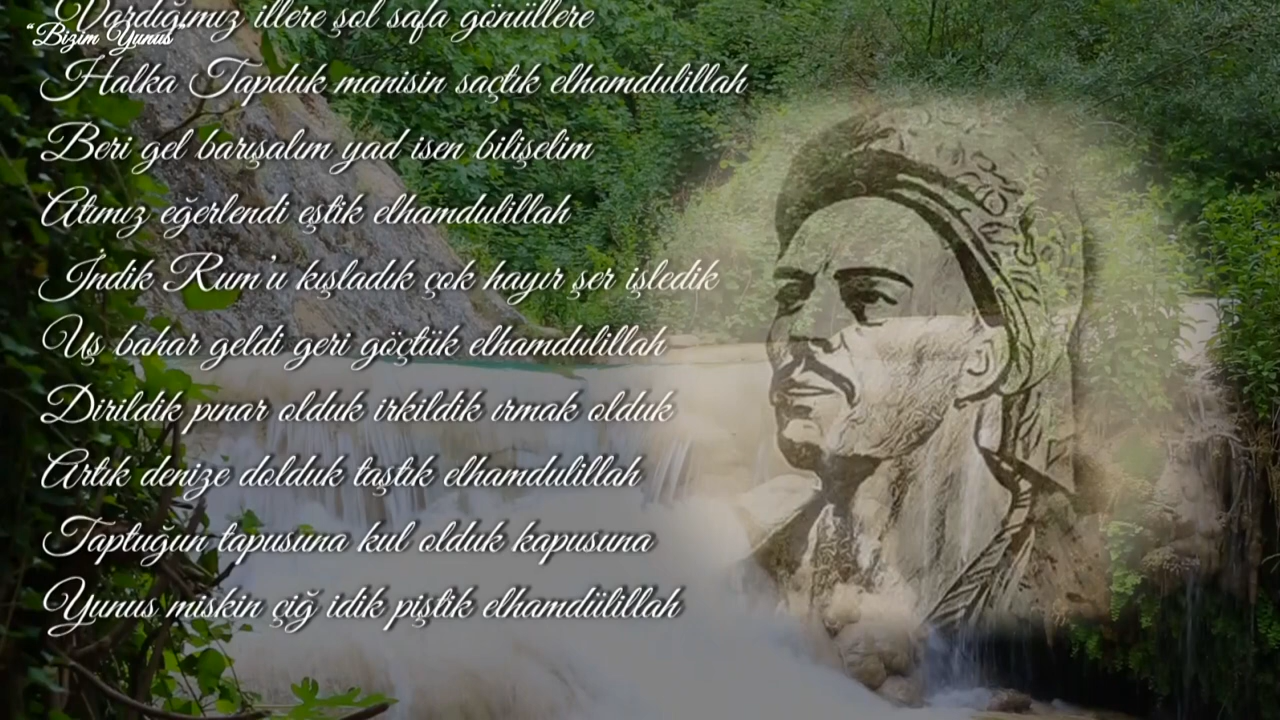 Vardığımız illere şol safa gönüllere
"Bizim Yunus"
Halka Tapduk manisin saçtık elhamdulillah
Beri gel barışalım yad isen bilişelim
Atımız eğerlendi eştik elhamdulillah
İndik Rum'u kışladık çok hayır şer işledik
Uş bahar geldi geri göçtük elhamdulillah
Dirildik pınar olduk irkildik ırmak olduk
Artık denize dolduk taştık elhamdulillah
Taptuğun tapusuna kul olduk kapusuna
Yunus miskin çiğ idik piştik elhamdülillah